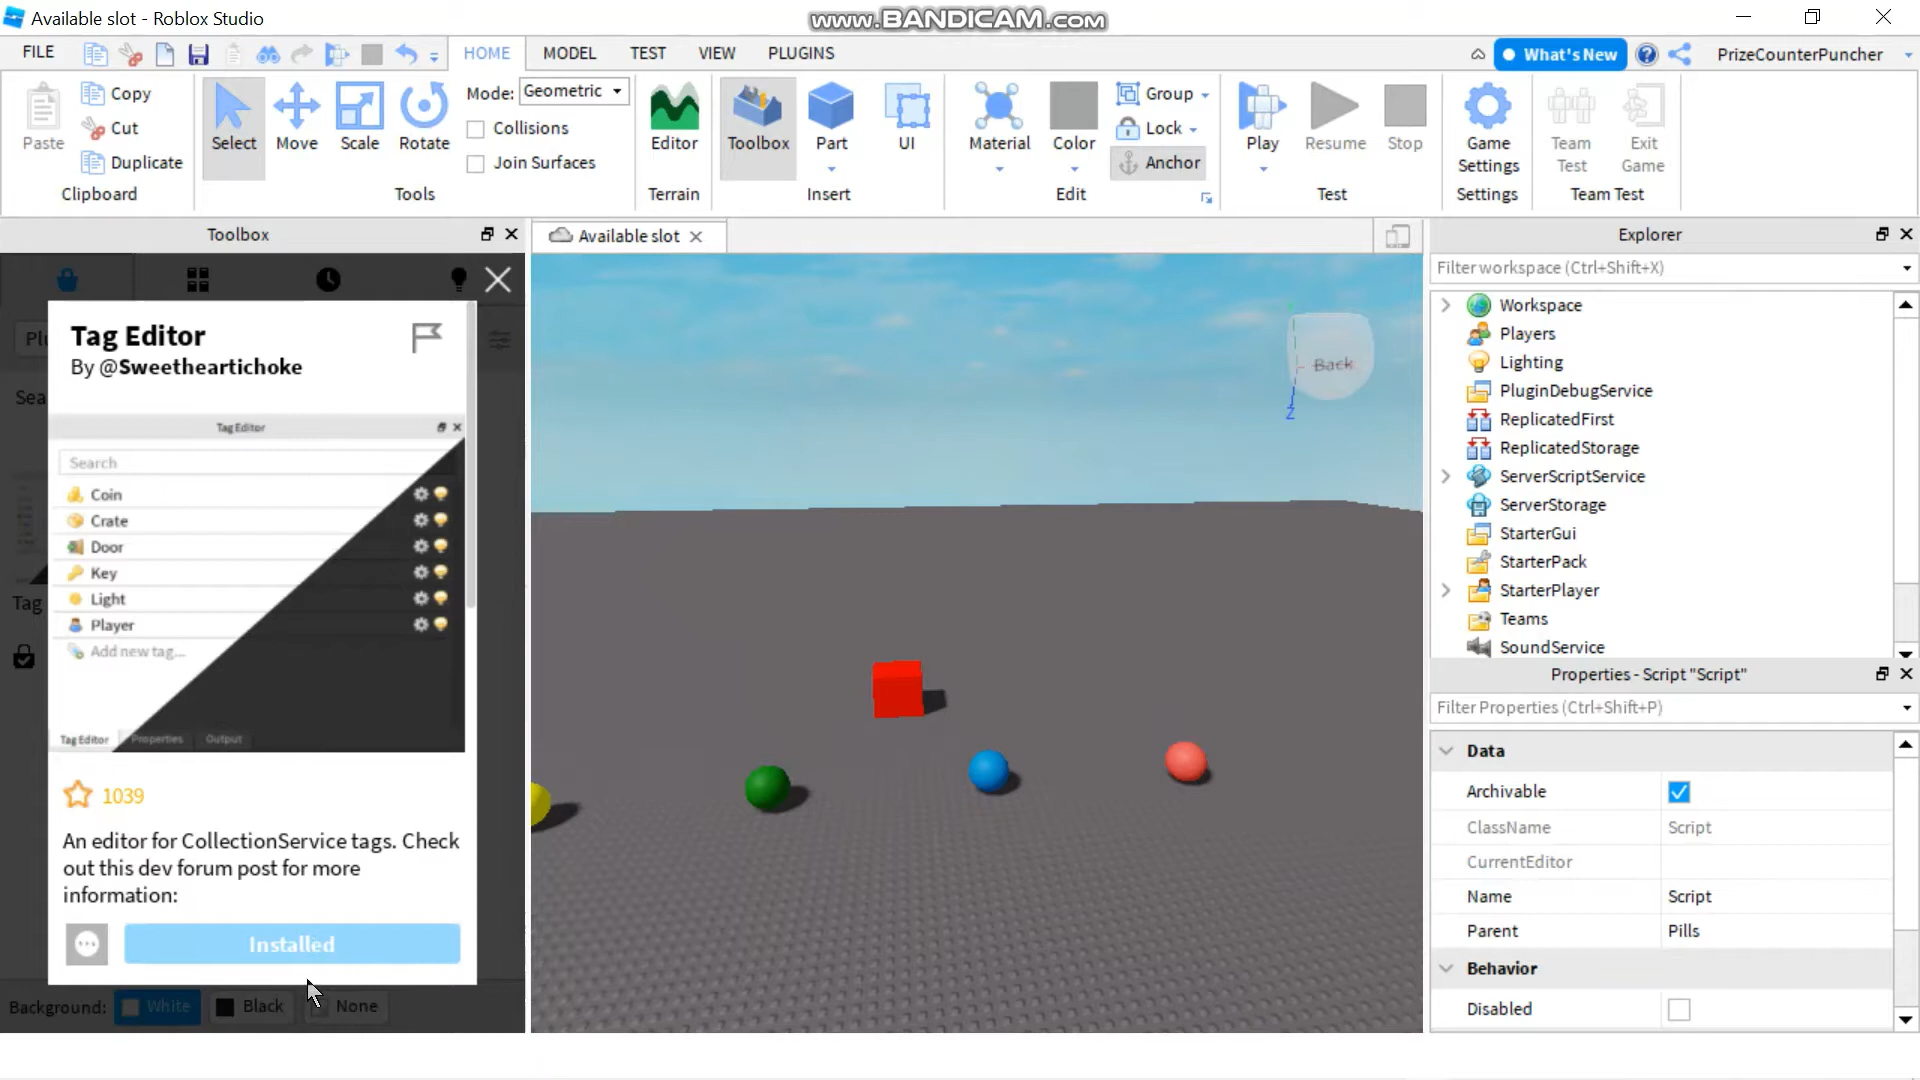 Available slot - Roblox Studio
www.BANDICAM.com
FILE
HOME
MODEL
TEST
VIEW
PLUGINS
What's New
PrizeCounterPuncher
Paste
Copy
Cut
Duplicate
Clipboard
Select
Move
Scale
Rotate
Mode: Geometric
Collisions
Join Surfaces
Tools
Editor
Terrain
Toolbox
Part
UI
Insert
Material
Color
Group
Lock
Anchor
Edit
Play
Resume
Stop
Test
Game Settings
Settings
Team Test
Exit Game
Team Test
Toolbox
Available slot
Explorer
Filter workspace (Ctrl+Shift+X)
Plu
Sea
Tag
Tag Editor
By @Sweetheartichoke
Tag Editor
Search
Coin
Crate
Door
Key
Light
Player
Add new tag...
Tag Editor
Properties
Output
1039
An editor for CollectionService tags. Check
out this dev forum post for more
information:
Installed
Background:
White
Black
None
Back
Z
Workspace
Players
Lighting
PluginDebugService
ReplicatedFirst
ReplicatedStorage
ServerScriptService
ServerStorage
StarterGui
StarterPack
StarterPlayer
Teams
SoundService
Properties - Script "Script"
Filter Properties (Ctrl+Shift+P)
Data
Archivable
ClassName Script
CurrentEditor
Name Script
Parent Pills
Behavior
Disabled